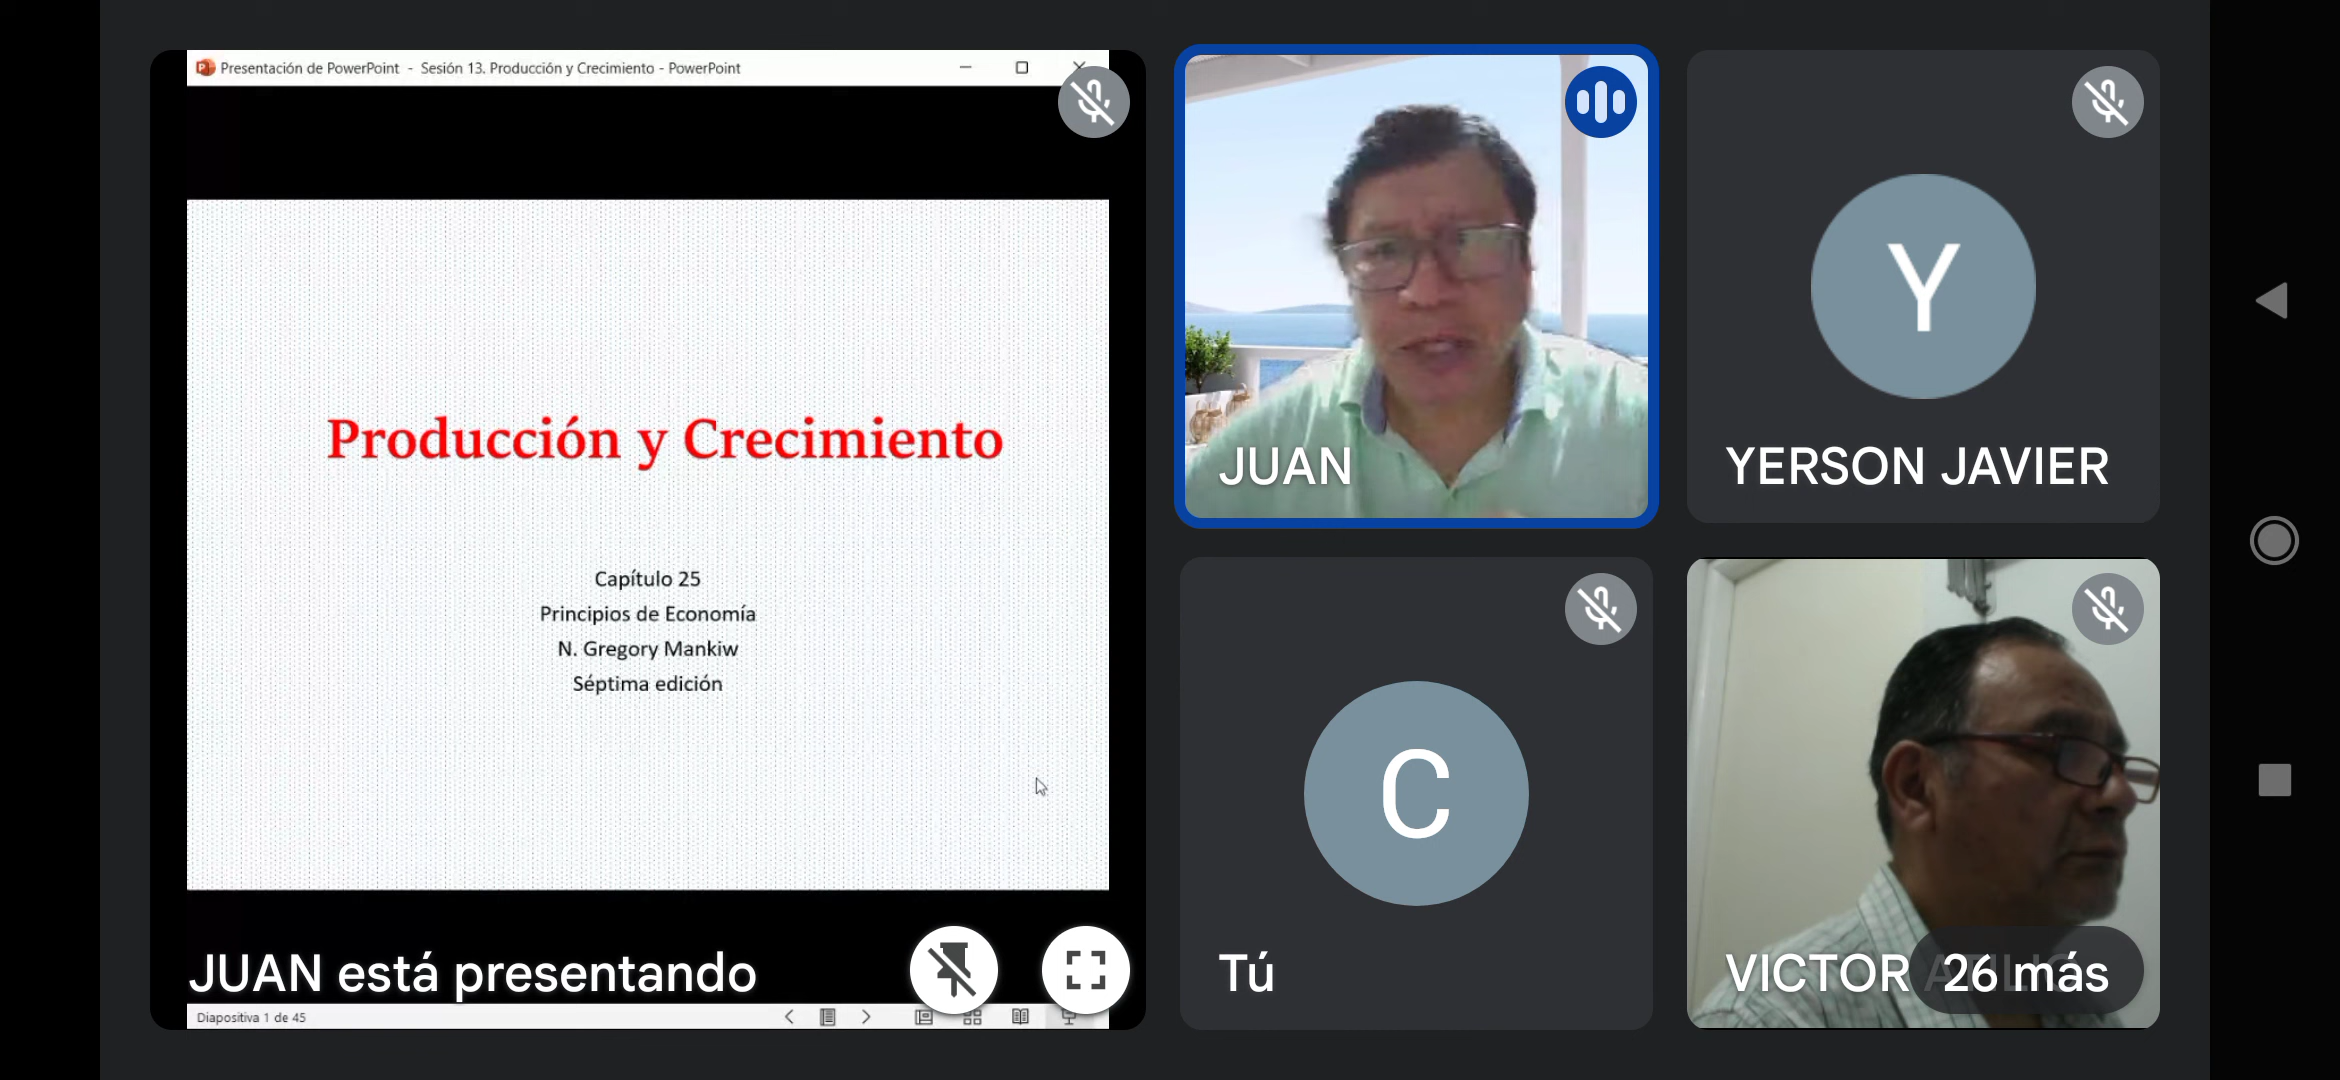 Presentación de PowerPoint - Sesión 13. Producción y Crecimiento - PowerPoint
Producción y Crecimiento
Capítulo 25
Principios de Economía
N. Gregory Mankiw
Séptima edición
JUAN está presentando
Diapositiva 1 de 45
JUAN
Y
YERSON JAVIER
C
Tú
VICTOR
26 más